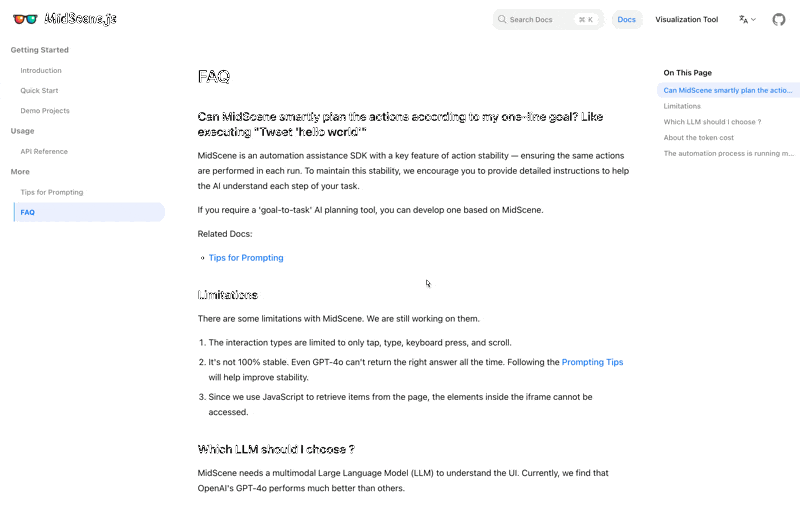 MidScene.js
Search Docs
⌘ K
Docs
Visualization Tool
Getting Started
Introduction
Quick Start
Demo Projects
Usage
API Reference
More
Tips for Prompting
FAQ
FAQ
Can MidScene smartly plan the actions according to my one-line goal? Like
executing "Tweet 'hello world'"
MidScene is an automation assistance SDK with a key feature of action stability — ensuring the same actions
are performed in each run. To maintain this stability, we encourage you to provide detailed instructions to help
the AI understand each step of your task.
If you require a 'goal-to-task' AI planning tool, you can develop one based on MidScene.
Related Docs:
Tips for Prompting
Limitations
There are some limitations with MidScene. We are still working on them.
1. The interaction types are limited to only tap, type, keyboard press, and scroll.
2. It's not 100% stable. Even GPT-4o can't return the right answer all the time. Following the Prompting Tips
will help improve stability.
3. Since we use JavaScript to retrieve items from the page, the elements inside the iframe cannot be
accessed.
Which LLM should I choose ?
MidScene needs a multimodal Large Language Model (LLM) to understand the UI. Currently, we find that
OpenAI's GPT-4o performs much better than others.
On This Page
Can MidScene smartly plan the actio...
Limitations
Which LLM should I choose ?
About the token cost
The automation process is running m...